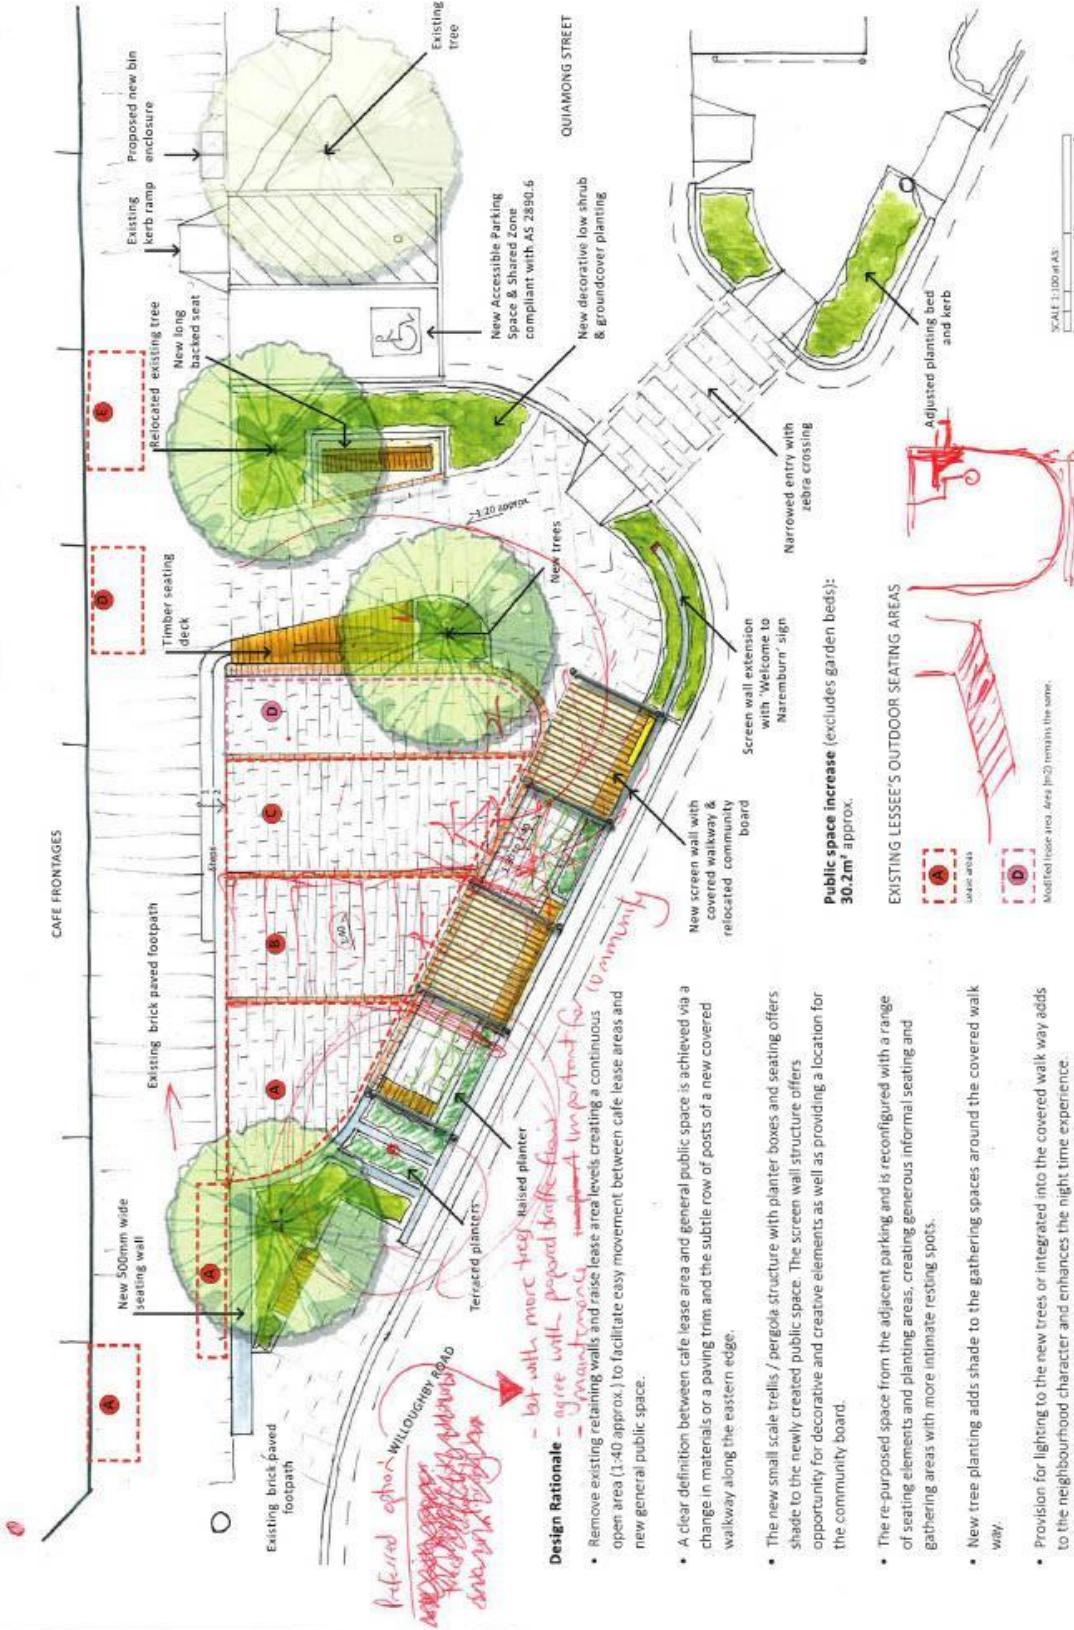 CAFE FRONTAGES
Existing brick paved footpath
New 500mm wide
seating wall
Existing brick paved
footpath
Timber seating
deck
Relocated existing tree
New long
backed seat
Existing
kerb ramp
Proposed new bin
enclosure
Existing
tree
QUIAMONG STREET
New Accessible Parking
Space & Shared Zone
compliant with AS 2890.6
New decorative low shrub
& groundcover planting
A
A
A
B
C
D
D
E
Steps
1:40
~1:20 approx.
New trees
Terraced planters
Raised planter
New screen wall with
covered walkway &
relocated community
board
Screen wall extension
with 'Welcome to
Naremburn' sign
Narrowed entry with
zebra crossing
Adjusted planting bed
and kerb
WILLOUGHBY ROAD
Preferred option
- but with more trees
- agree with proposed traffic flow
- maintenance important for community
Design Rationale
• Remove existing retaining walls and raise lease area levels creating a continuous
open area (1:40 approx.) to facilitate easy movement between cafe lease areas and
new general public space.
• A clear definition between cafe lease area and general public space is achieved via a
change in materials or a paving trim and the subtle row of posts of a new covered
walkway along the eastern edge.
• The new small scale trellis / pergola structure with planter boxes and seating offers
shade to the newly created public space. The screen wall structure offers
opportunity for decorative and creative elements as well as providing a location for
the community board.
• The re-purposed space from the adjacent parking and is reconfigured with a range
of seating elements and planting areas, creating generous informal seating and
gathering areas with more intimate resting spots.
• New tree planting adds shade to the gathering spaces around the covered walk
way.
• Provision for lighting to the new trees or integrated into the covered walk way adds
to the neighbourhood character and enhances the night time experience.
Public space increase (excludes garden beds):
30.2m² approx.
EXISTING LESSEE'S OUTDOOR SEATING AREAS
A
Lease areas
D
Modified lease area. Area (m2) remains the same.
SCALE 1:100 at A3: